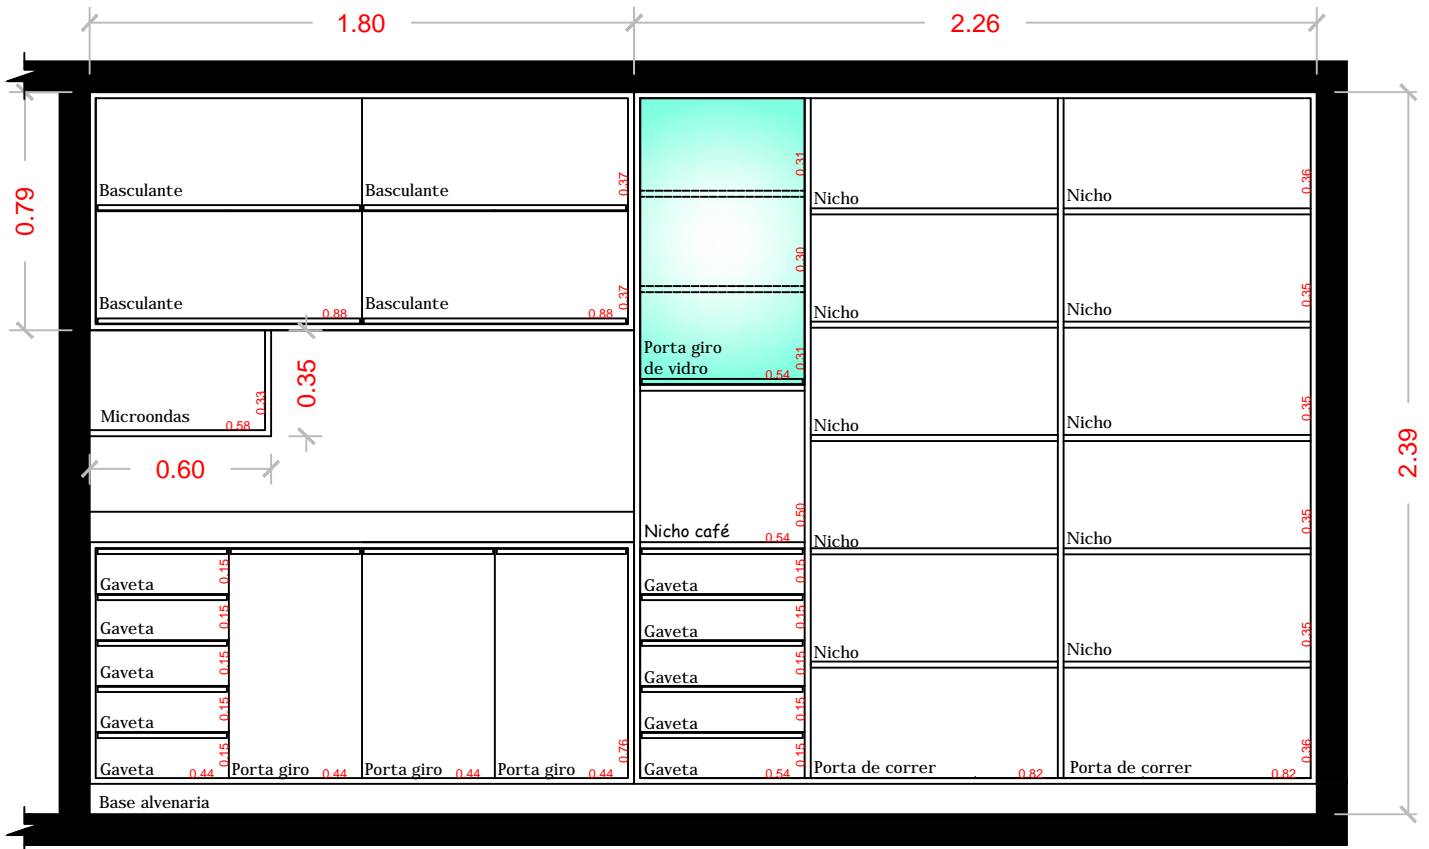 1.80
2.26
0.79
2.39
Basculante
Basculante
0.37
Basculante
0.88
Basculante
0.88
0.37
Microondas
0.58
0.33
0.35
0.60
0.31
0.30
Porta giro
de vidro
0.54
0.31
Nicho café
0.54
0.50
Nicho
Nicho
0.36
Nicho
Nicho
0.35
Nicho
Nicho
0.35
Nicho
Nicho
0.35
Nicho
Nicho
0.35
Porta de correr
0.82
Porta de correr
0.82
0.36
Gaveta
0.15
Gaveta
0.15
Gaveta
0.15
Gaveta
0.15
Gaveta
0.44
0.15
Porta giro
0.44
Porta giro
0.44
Porta giro
0.44
0.76
Gaveta
0.15
Gaveta
0.15
Gaveta
0.15
Gaveta
0.15
Gaveta
0.54
0.15
Base alvenaria